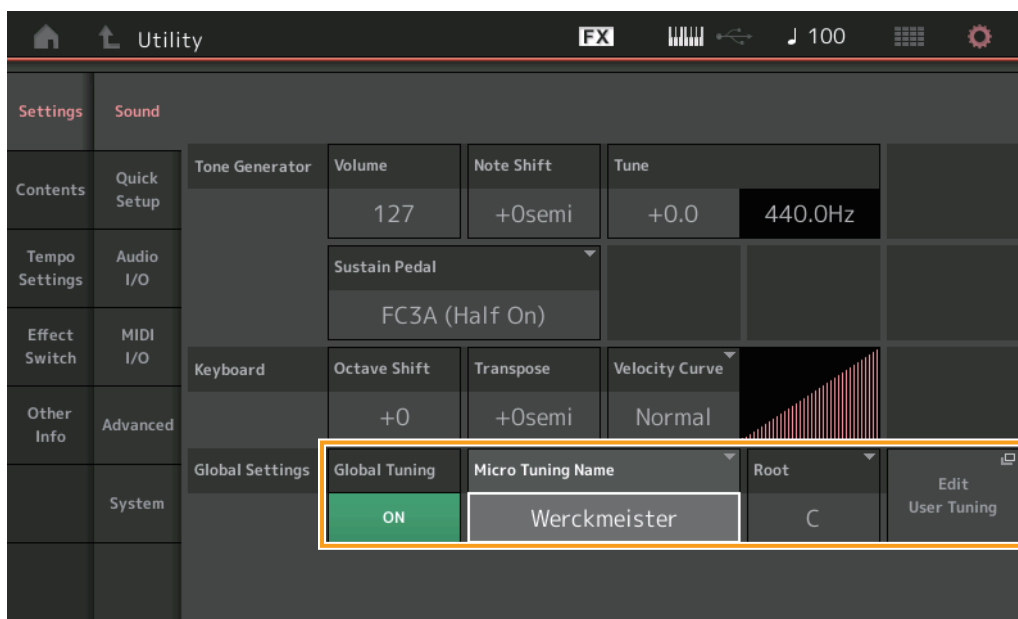 Utility
FX
♩ 100
Settings
Sound
Contents
Quick
Setup
Tempo
Settings
Audio
I/O
Effect
Switch
MIDI
I/O
Other
Info
Advanced
System
Tone Generator
Volume
Note Shift
Tune
127
+0semi
+0.0
440.0Hz
Sustain Pedal
FC3A (Half On)
Keyboard
Octave Shift
Transpose
Velocity Curve
+0
+0semi
Normal
Global Settings
Global Tuning
Micro Tuning Name
Root
Edit
User Tuning
ON
Werckmeister
C